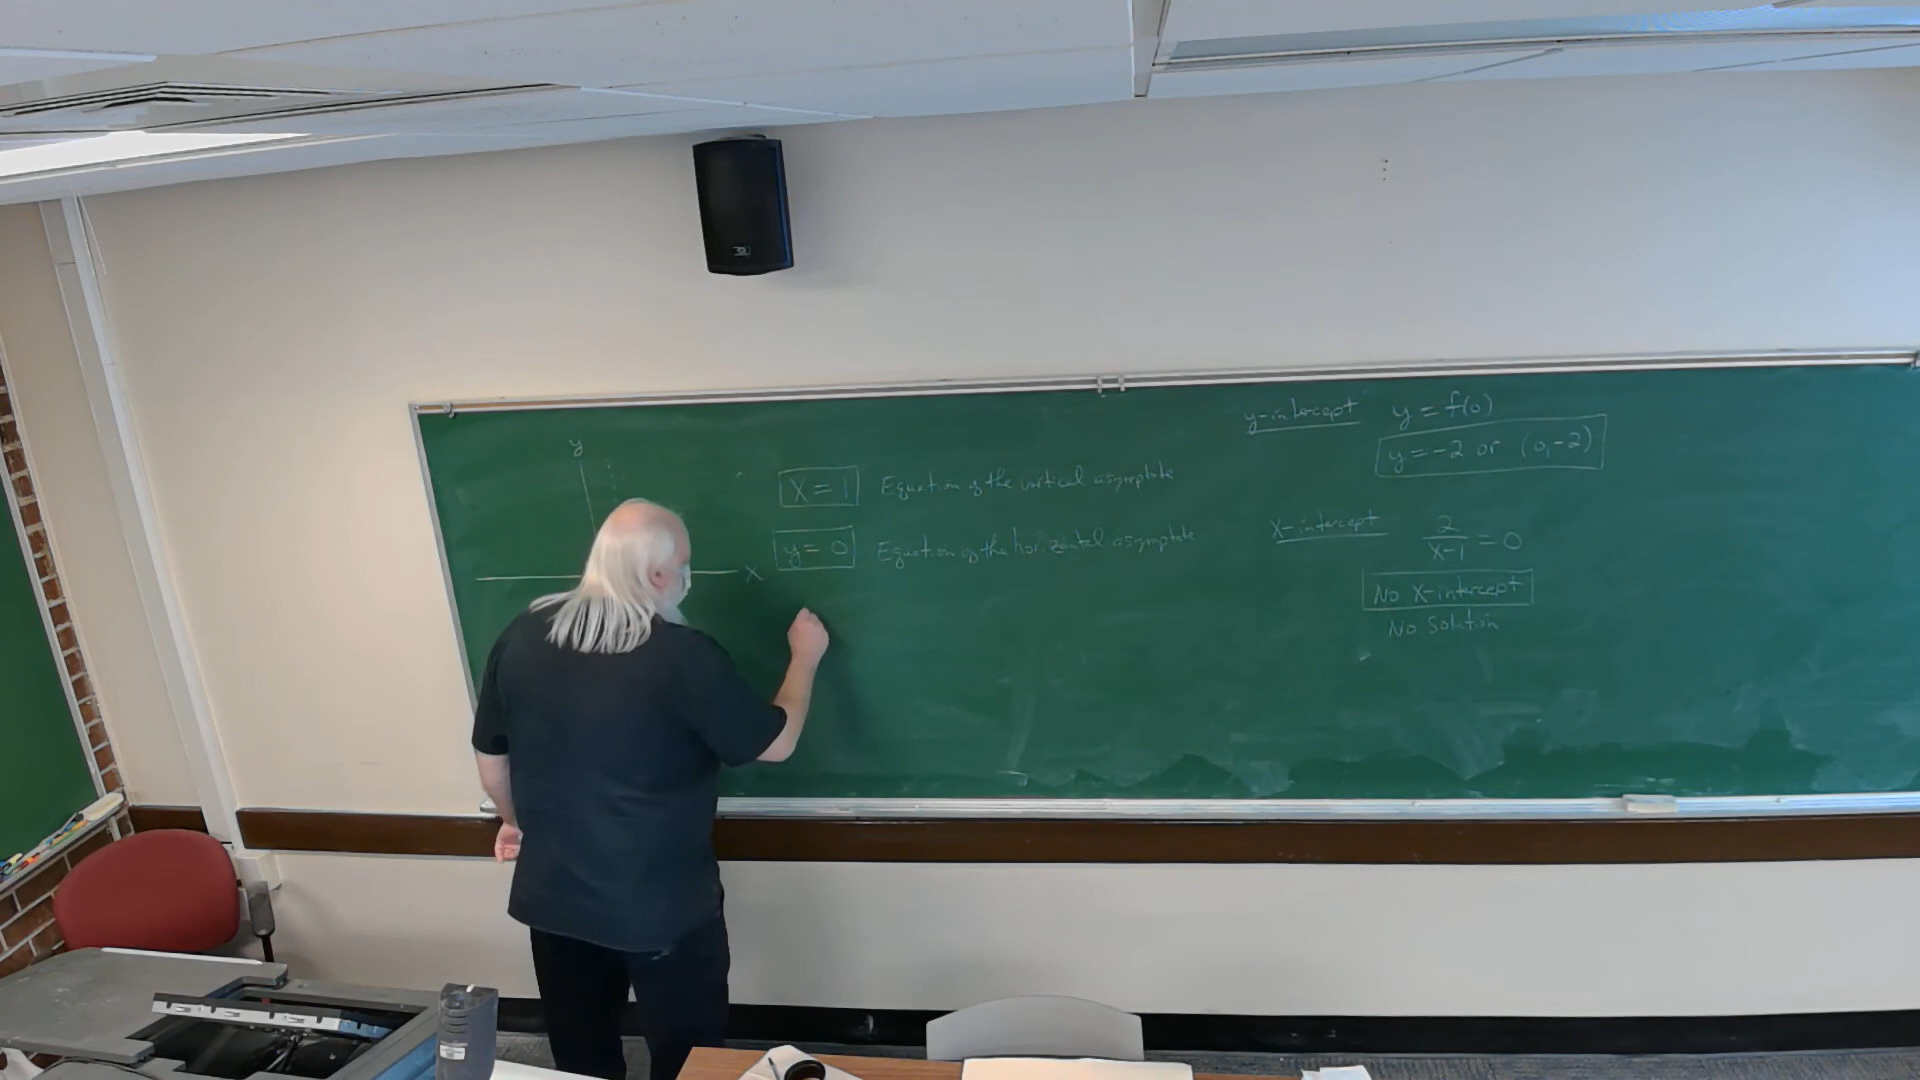 y
x
x = 1 Equation of the vertical asymptote
y = 0 Equation of the horizontal asymptote
y-intercept y = f(0)
y = -2 or (0,-2)
x-intercept 2/(x-1) = 0
No x-intercept
No Solution